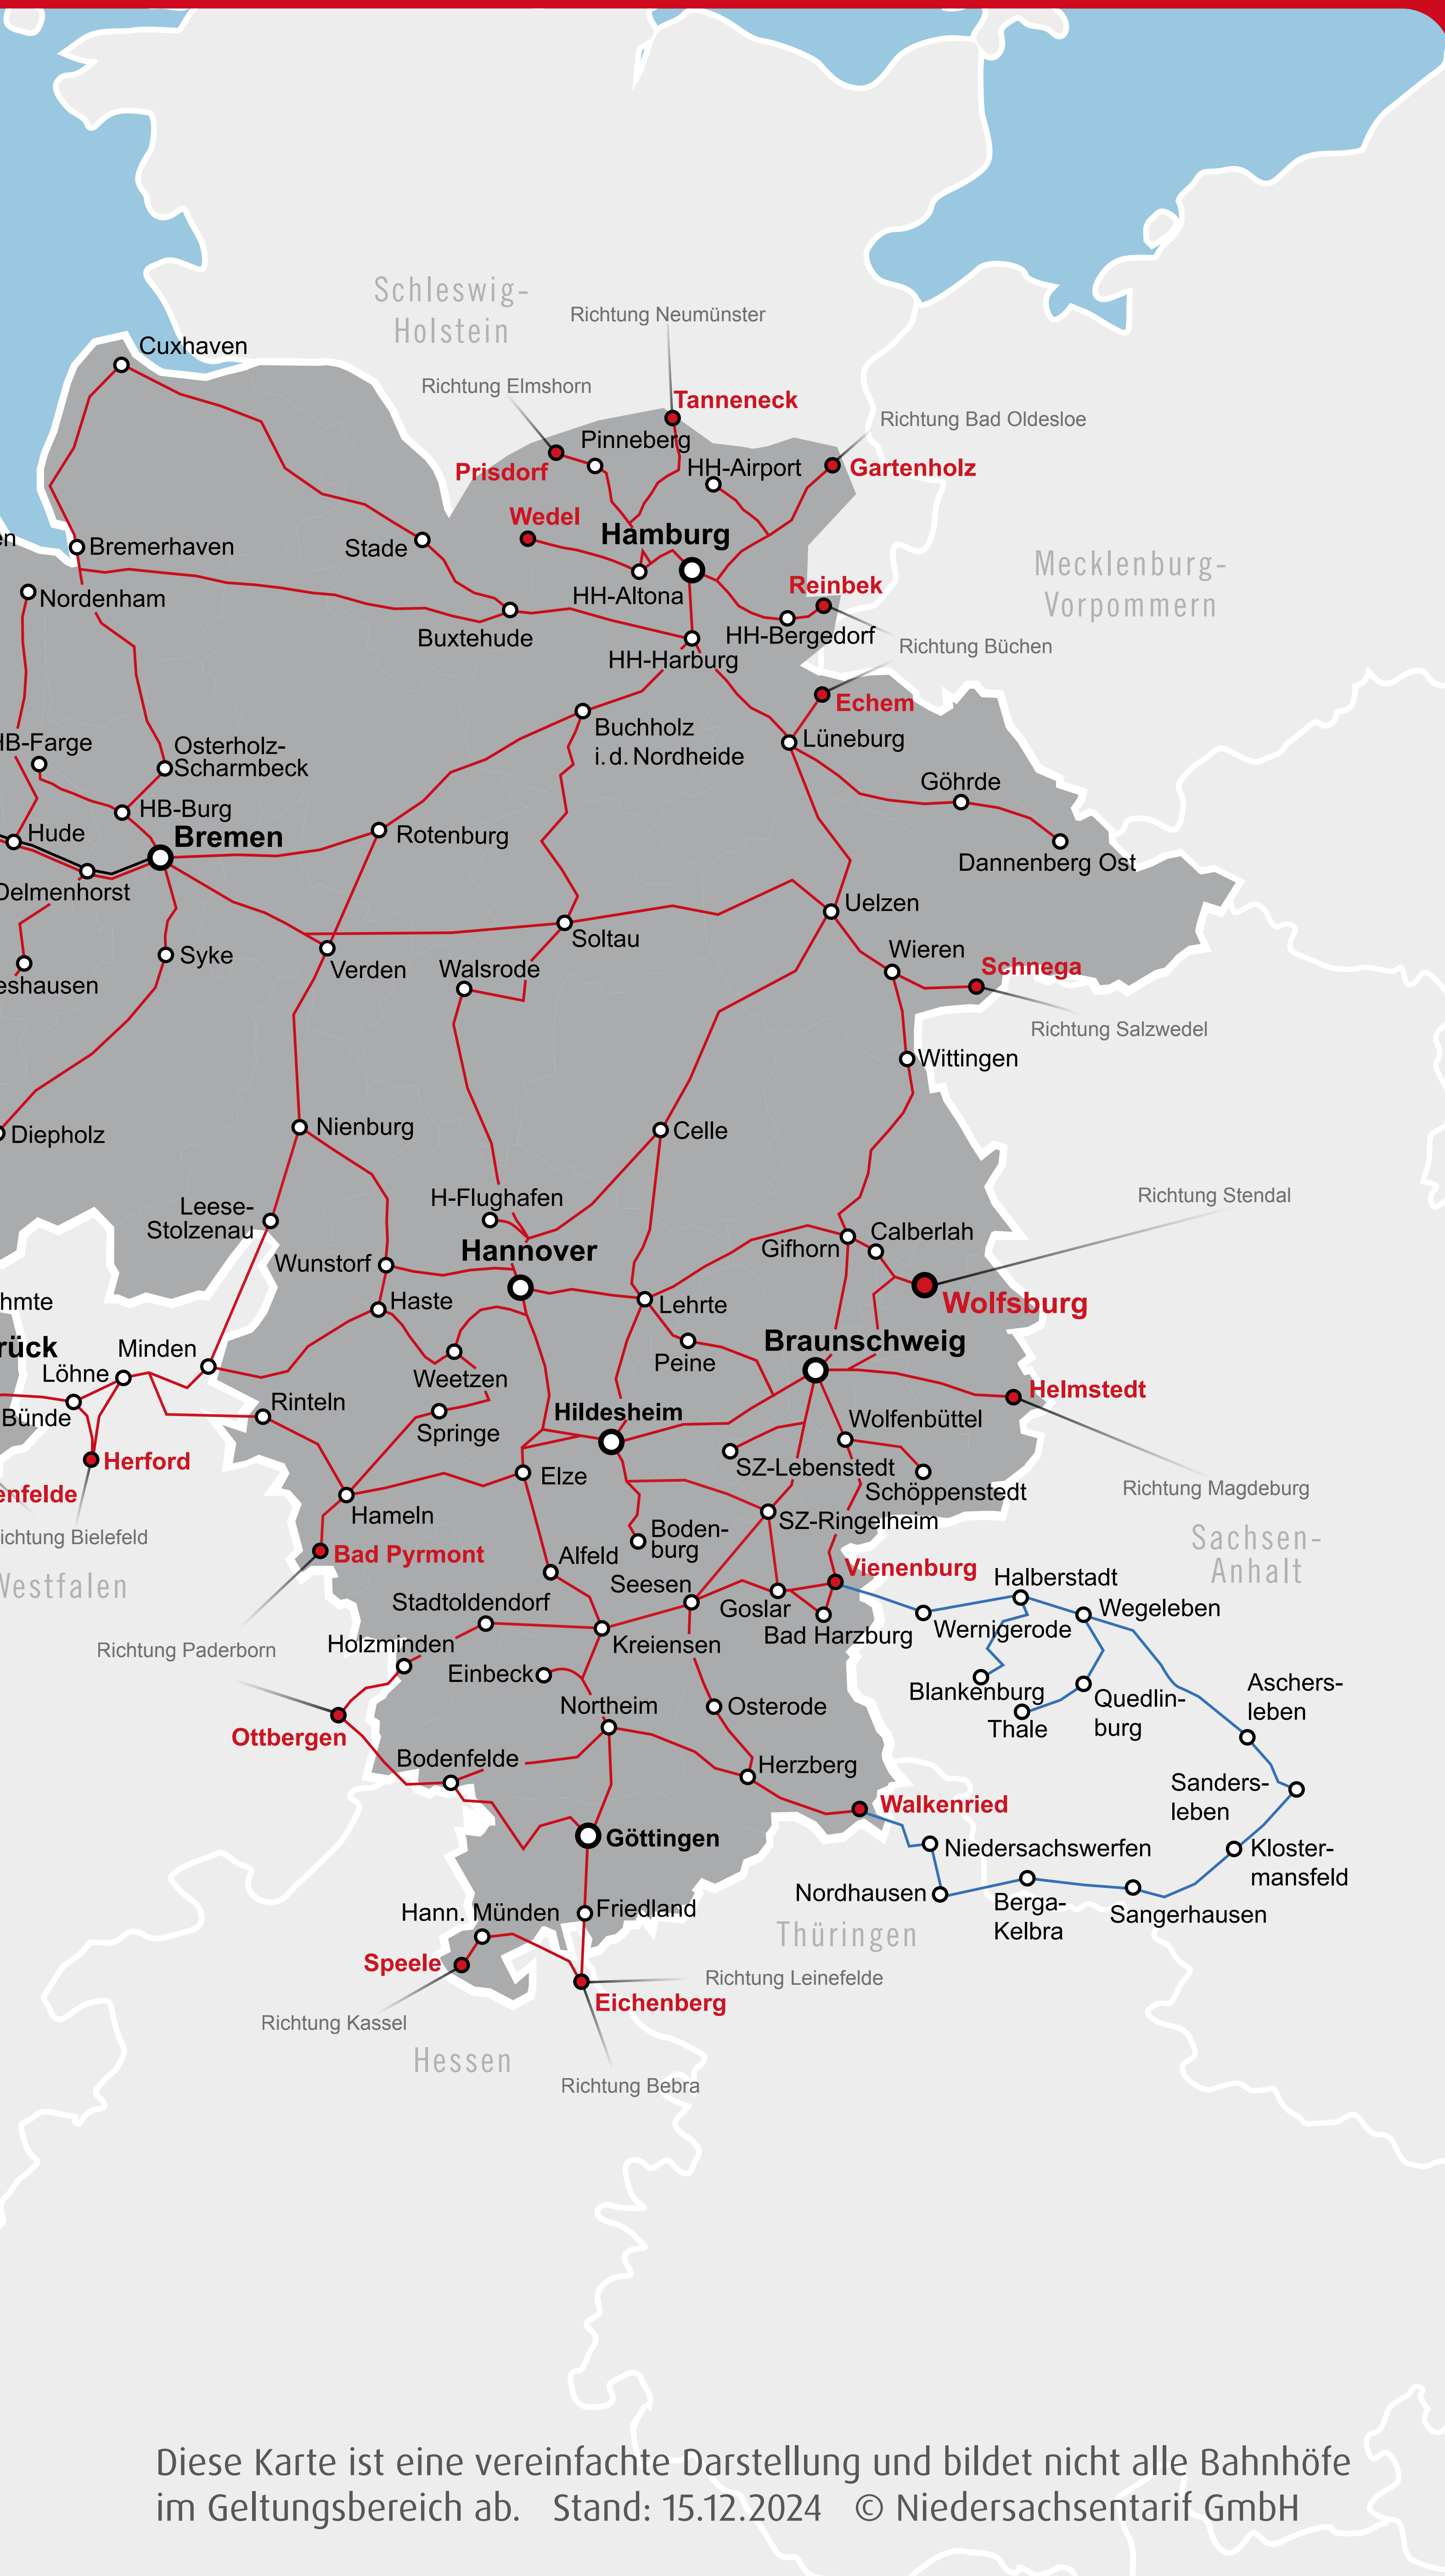 Schleswig-
Holstein
Richtung Neumünster
Cuxhaven
Richtung Elmshorn
Tanneneck
Richtung Bad Oldesloe
Pinneberg
Prisdorf
HH-Airport
Gartenholz
Wedel
Hamburg
Stade
Bremerhaven
Mecklenburg-
Vorpommern
Reinbek
Nordenham
HH-Altona
HH-Bergedorf
Buxtehude
Richtung Büchen
HH-Harburg
Echem
Buchholz
i.d. Nordheide
Lüneburg
HB-Farge
Osterholz-
Scharmbeck
Göhrde
HB-Burg
Hude
Bremen
Rotenburg
Dannenberg Ost
Delmenhorst
Uelzen
Soltau
Syke
Verden
Walsrode
Wieren
Schnega
eshausen
Richtung Salzwedel
Wittingen
Diepholz
Nienburg
Celle
Leese-
Stolzenau
H-Flughafen
Richtung Stendal
Hannover
Gifhorn
Calberlah
Wunstorf
hmte
Haste
Lehrte
Wolfsburg
rück
Minden
Braunschweig
Löhne
Weetzen
Peine
Helmstedt
Bünde
Rinteln
Springe
Hildesheim
Wolfenbüttel
Herford
Elze
SZ-Lebenstedt
enfelde
Schöppenstedt
Richtung Magdeburg
Hameln
SZ-Ringelheim
ichtung Bielefeld
Boden-
burg
Sachsen-
Anhalt
Bad Pyrmont
Alfeld
Vienenburg
Westfalen
Seesen
Halberstadt
Stadtoldendorf
Goslar
Wegeleben
Bad Harzburg
Wernigerode
Richtung Paderborn
Holzminden
Kreiensen
Einbeck
Blankenburg
Quedlin-
burg
Aschers-
leben
Northeim
Osterode
Thale
Ottbergen
Bodenfelde
Herzberg
Sanders-
leben
Walkenried
Göttingen
Niedersachswerfen
Kloster-
mansfeld
Nordhausen
Berga-
Kelbra
Sangerhausen
Hann. Münden
Friedland
Thüringen
Speele
Richtung Leinefelde
Eichenberg
Richtung Kassel
Hessen
Richtung Bebra
Diese Karte ist eine vereinfachte Darstellung und bildet nicht alle Bahnhöfe
im Geltungsbereich ab. Stand: 15.12.2024 © Niedersachsentarif GmbH